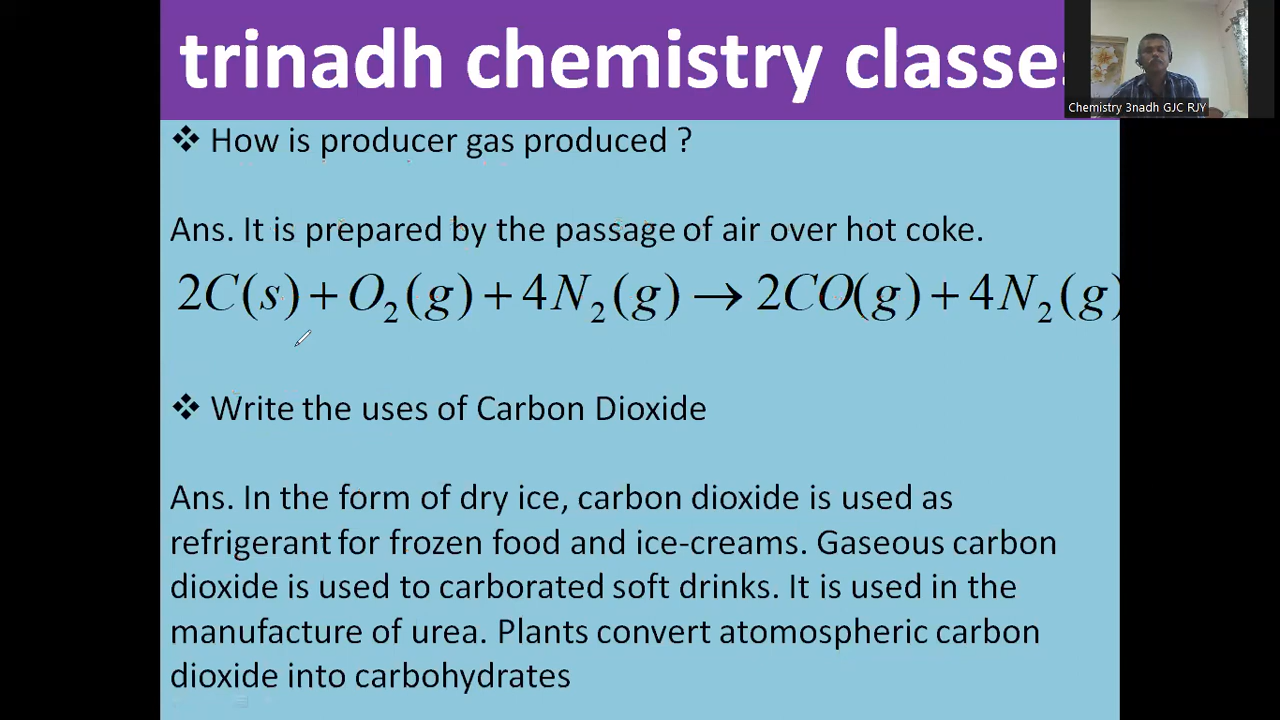 trinadh chemistry classes
Chemistry 3nadh GJC RJY
❖ How is producer gas produced ?
Ans. It is prepared by the passage of air over hot coke.
2C(s) + O₂(g) + 4N₂(g) → 2CO(g) + 4N₂(g)
❖ Write the uses of Carbon Dioxide
Ans. In the form of dry ice, carbon dioxide is used as
refrigerant for frozen food and ice-creams. Gaseous carbon
dioxide is used to carborated soft drinks. It is used in the
manufacture of urea. Plants convert atomospheric carbon
dioxide into carbohydrates